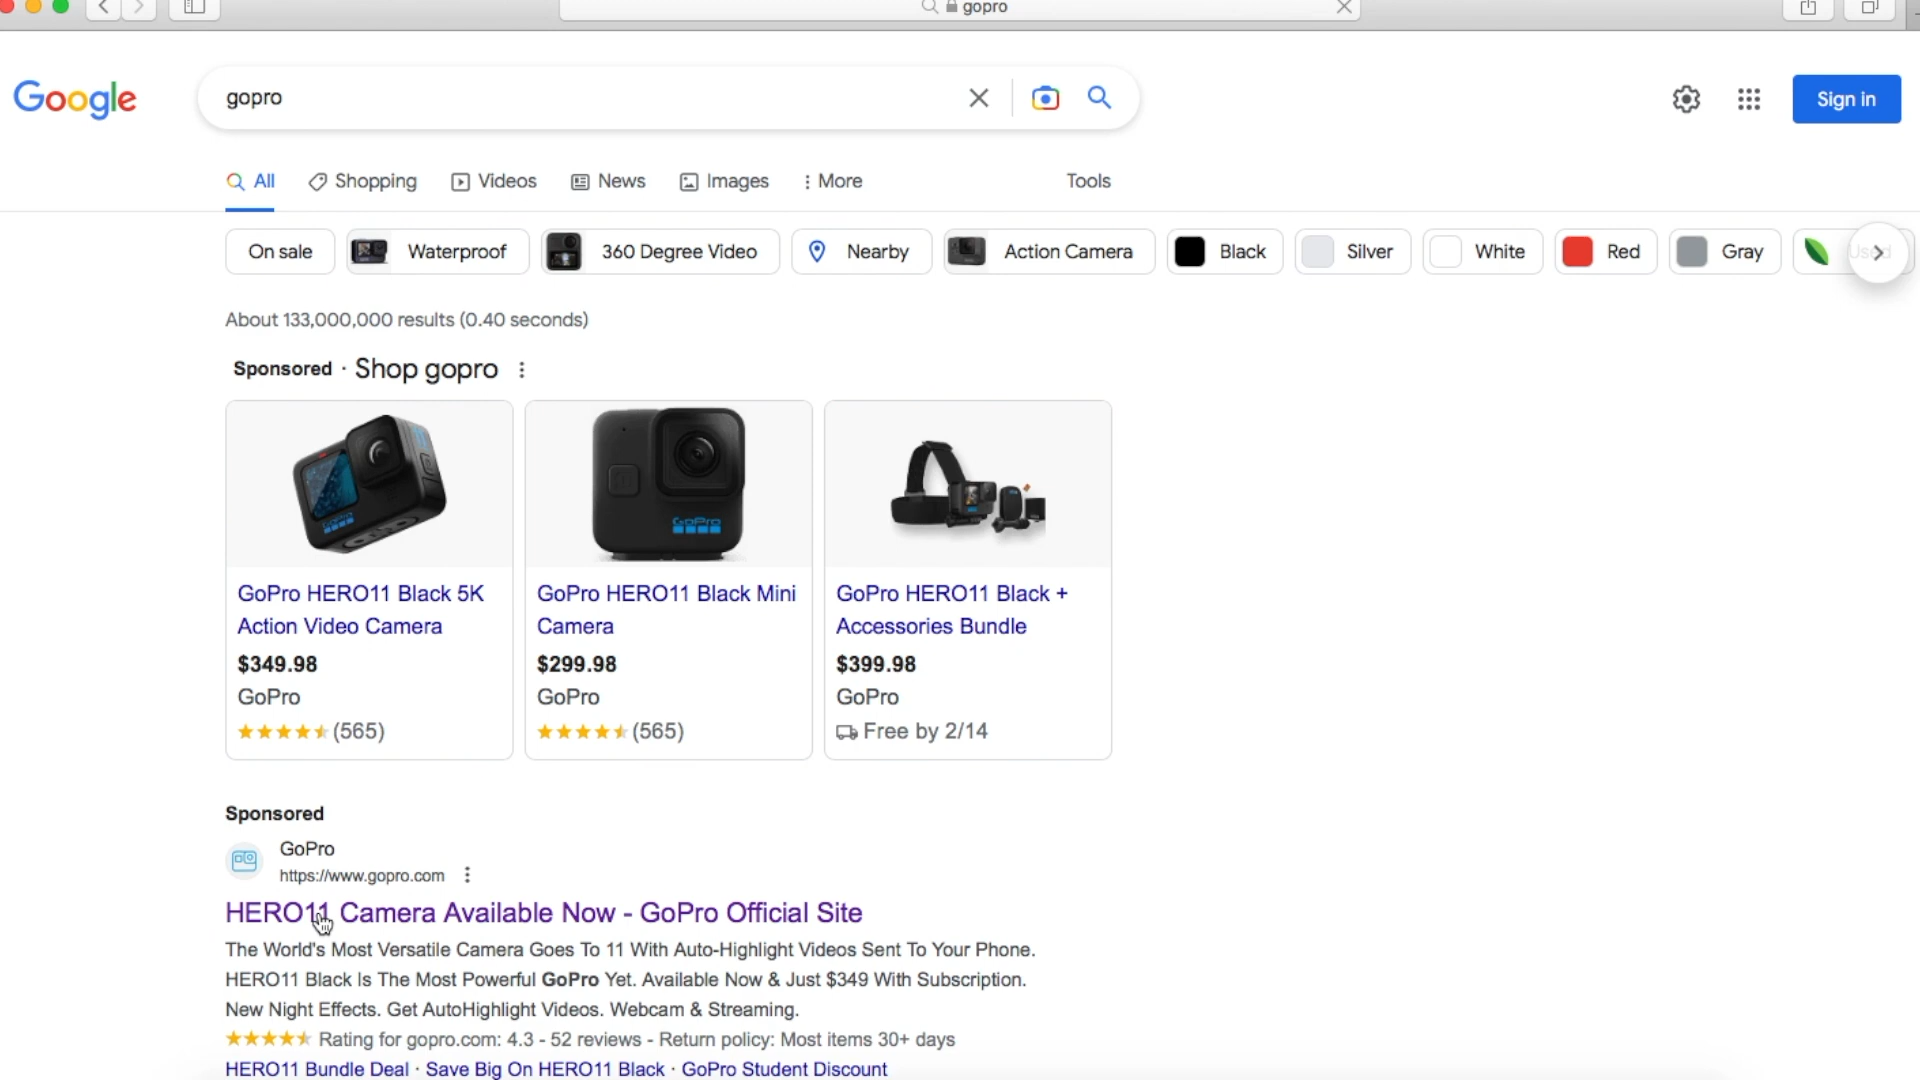 gopro
Google
gopro
Sign in
All
Shopping
Videos
News
Images
More
Tools
On sale
Waterproof
360 Degree Video
Nearby
Action Camera
Black
Silver
White
Red
Gray
Used
About 133,000,000 results (0.40 seconds)
Sponsored · Shop gopro
GoPro
GoPro HERO11 Black 5K
Action Video Camera
$349.98
GoPro
(565)
GoPro
GoPro HERO11 Black Mini
Camera
$299.98
GoPro
(565)
GoPro HERO11 Black +
Accessories Bundle
$399.98
GoPro
Free by 2/14
Sponsored
GoPro
https://www.gopro.com
HERO11 Camera Available Now - GoPro Official Site
The World's Most Versatile Camera Goes To 11 With Auto-Highlight Videos Sent To Your Phone.
HERO11 Black Is The Most Powerful GoPro Yet. Available Now & Just $349 With Subscription.
New Night Effects. Get AutoHighlight Videos. Webcam & Streaming.
Rating for gopro.com: 4.3 - 52 reviews - Return policy: Most items 30+ days
HERO11 Bundle Deal · Save Big On HERO11 Black · GoPro Student Discount